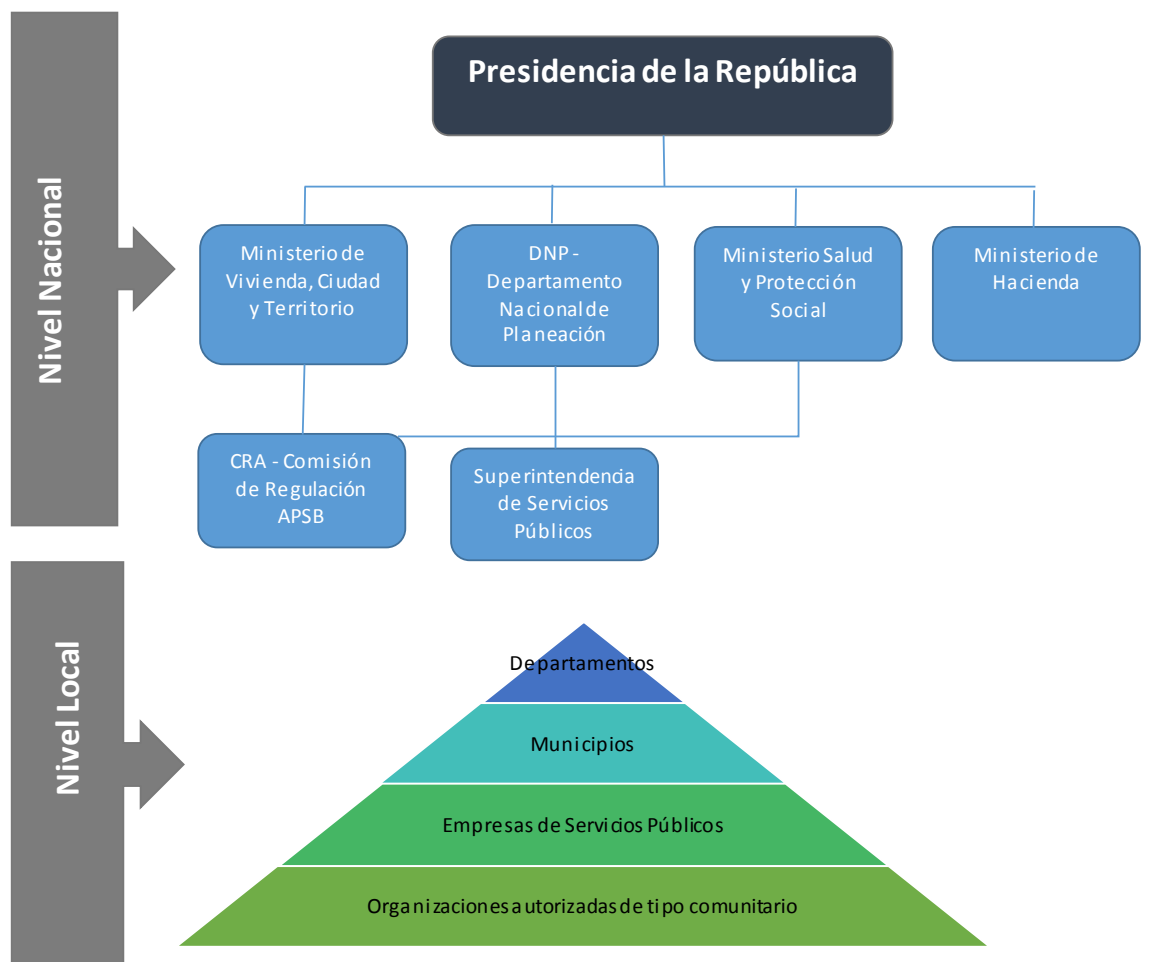 Nivel Nacional
Presidencia de la República
Ministerio de
Vivienda, Ciudad
y Territorio
DNP -
Departamento
Nacional de
Planeación
Ministerio Salud
y Protección
Social
Ministerio de
Hacienda
CRA - Comisión
de Regulación
APSB
Superintendencia
de Servicios
Públicos
Nivel Local
Departamentos
Municipios
Empresas de Servicios Públicos
Organizaciones autorizadas de tipo comunitario